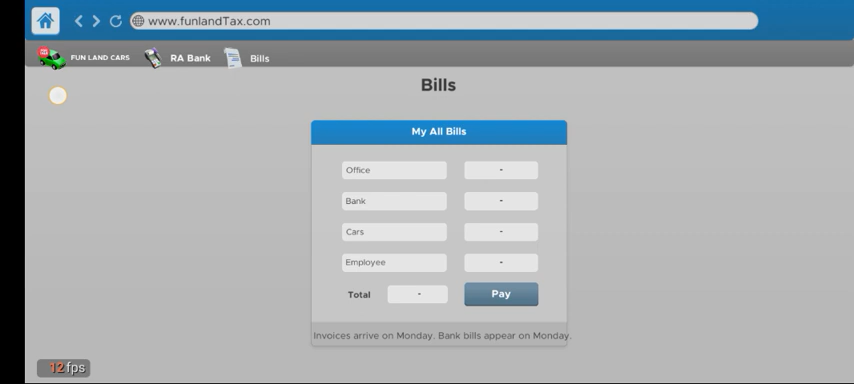 www.funlandTax.com
FUN LAND CARS RA Bank Bills
Bills
My All Bills
Office -
Bank -
Cars -
Employee -
Total - Pay
Invoices arrive on Monday. Bank bills appear on Monday.
12 fps